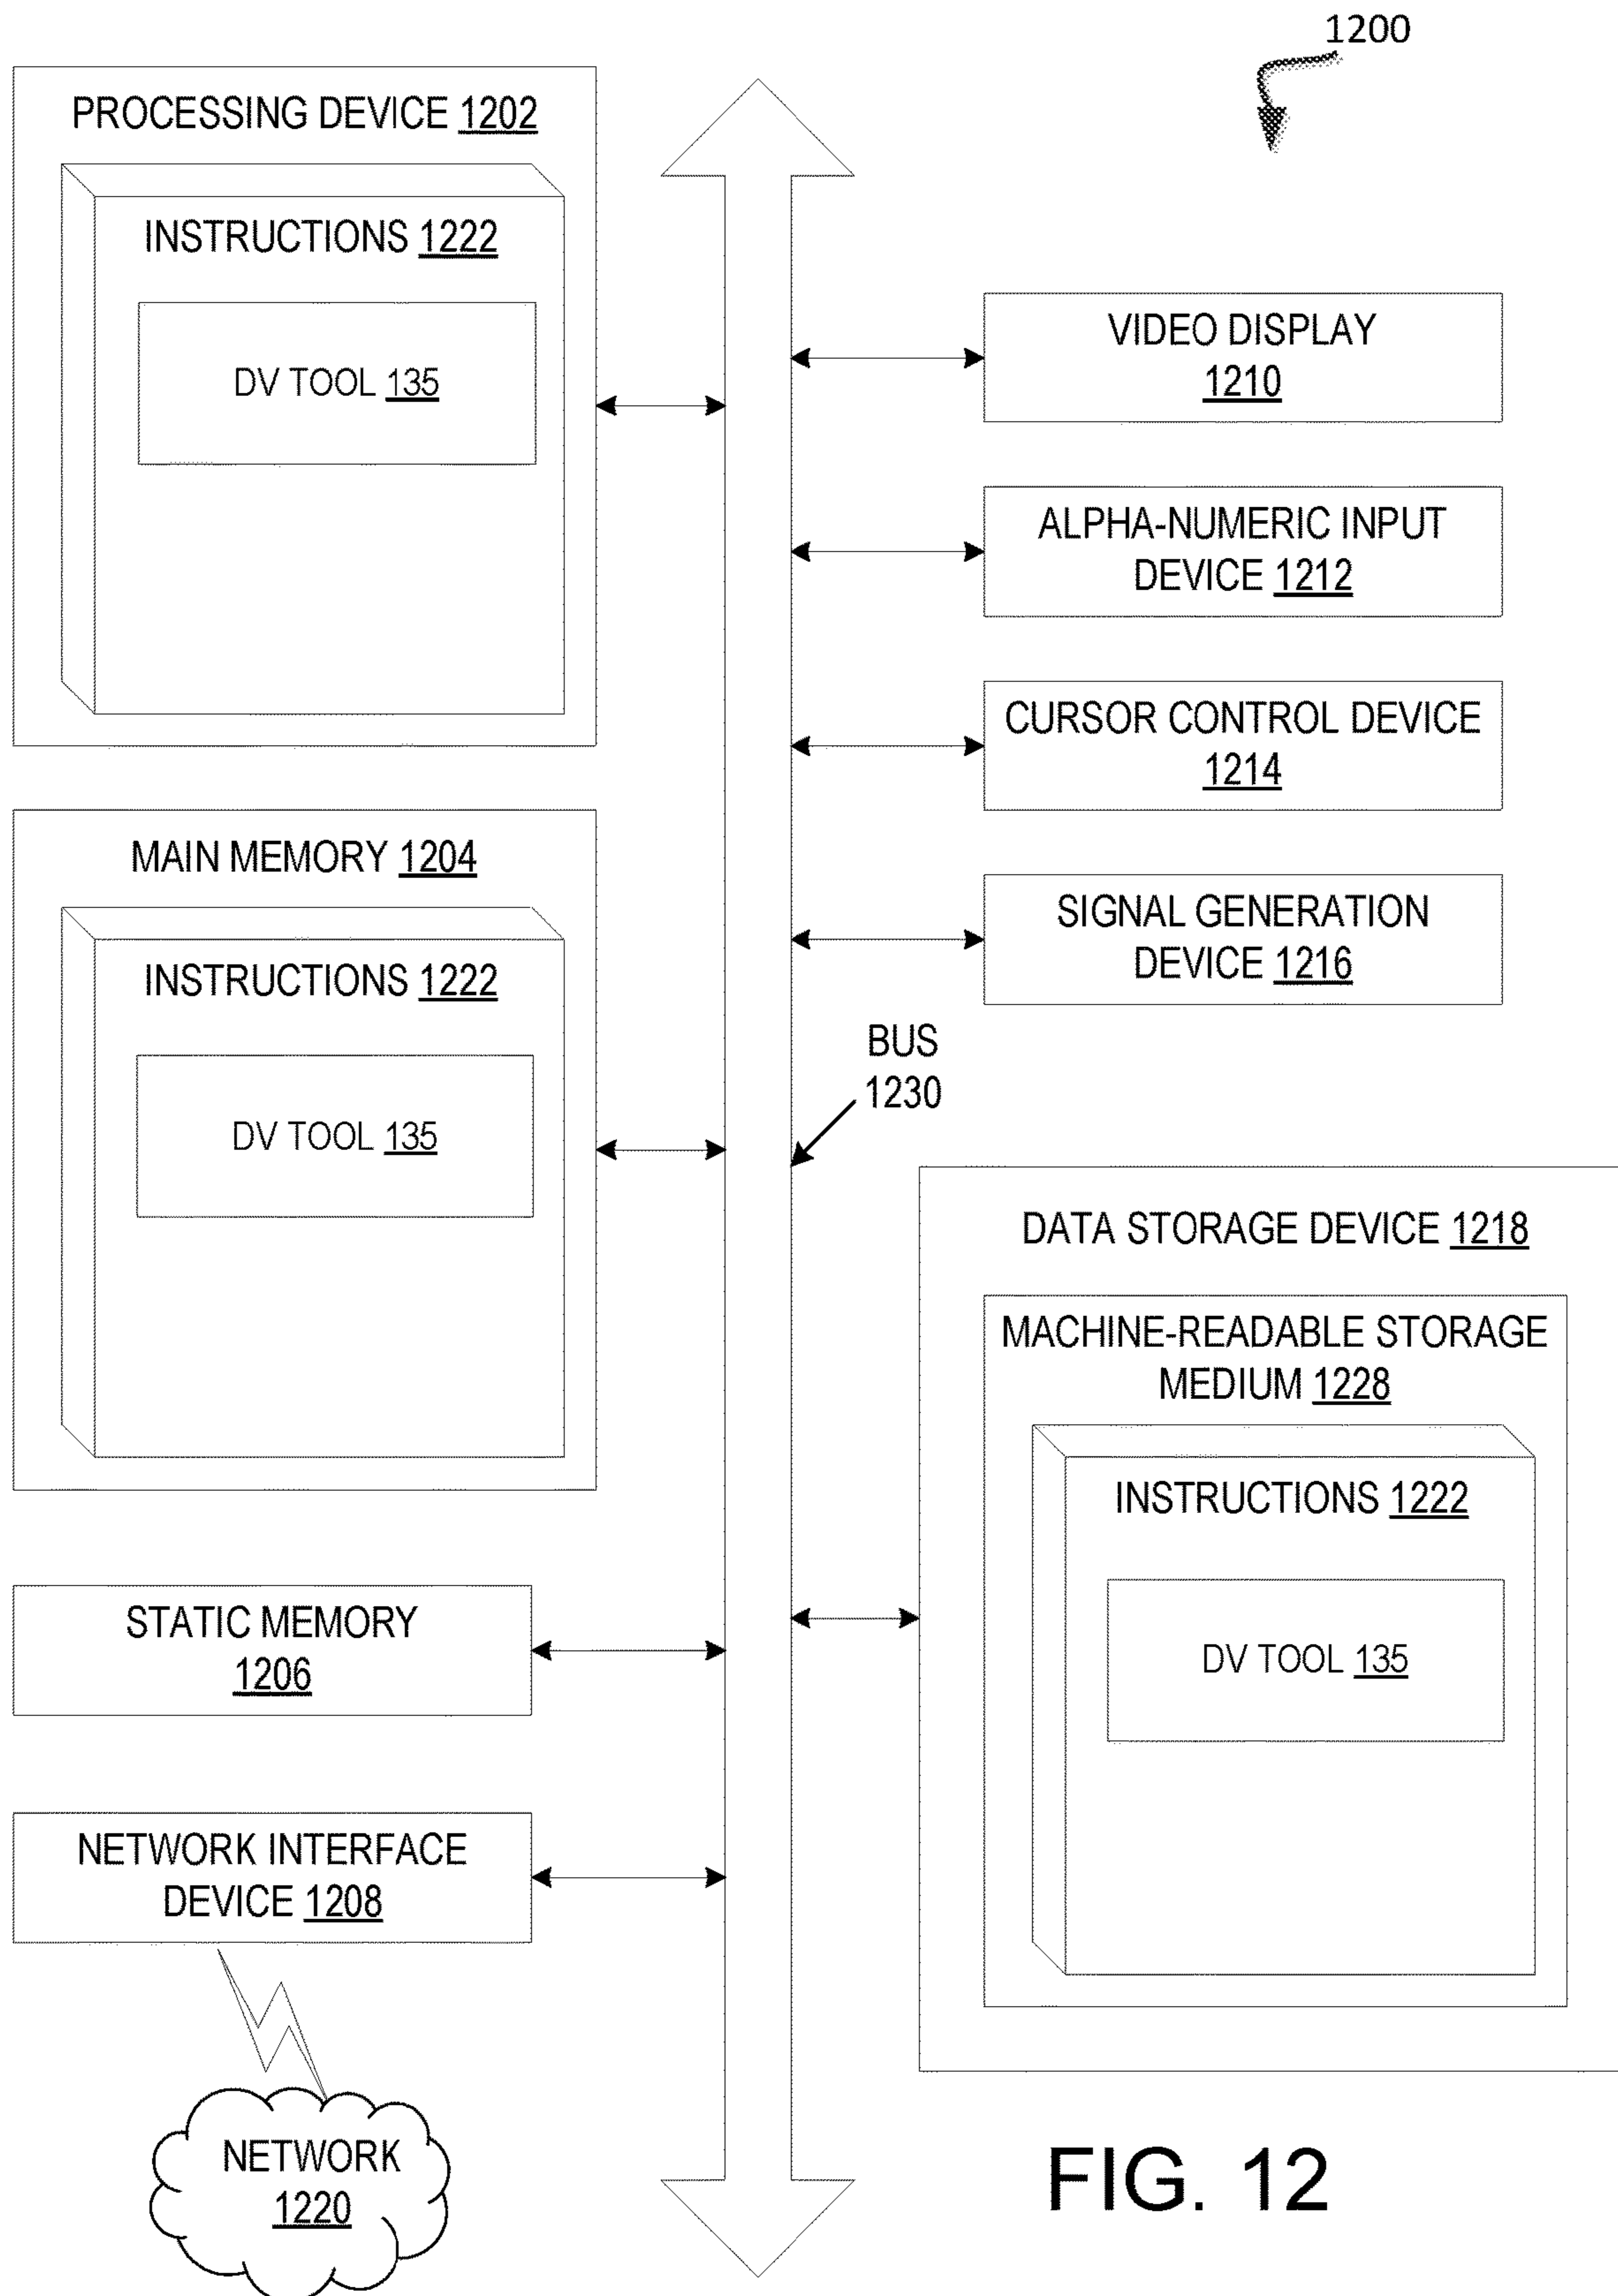 1200
PROCESSING DEVICE 1202
INSTRUCTIONS 1222
DV TOOL 135
MAIN MEMORY 1204
INSTRUCTIONS 1222
DV TOOL 135
STATIC MEMORY
1206
NETWORK INTERFACE
DEVICE 1208
NETWORK
1220
VIDEO DISPLAY
1210
ALPHA-NUMERIC INPUT
DEVICE 1212
CURSOR CONTROL DEVICE
1214
SIGNAL GENERATION
DEVICE 1216
BUS
1230
DATA STORAGE DEVICE 1218
MACHINE-READABLE STORAGE
MEDIUM 1228
INSTRUCTIONS 1222
DV TOOL 135
FIG. 12